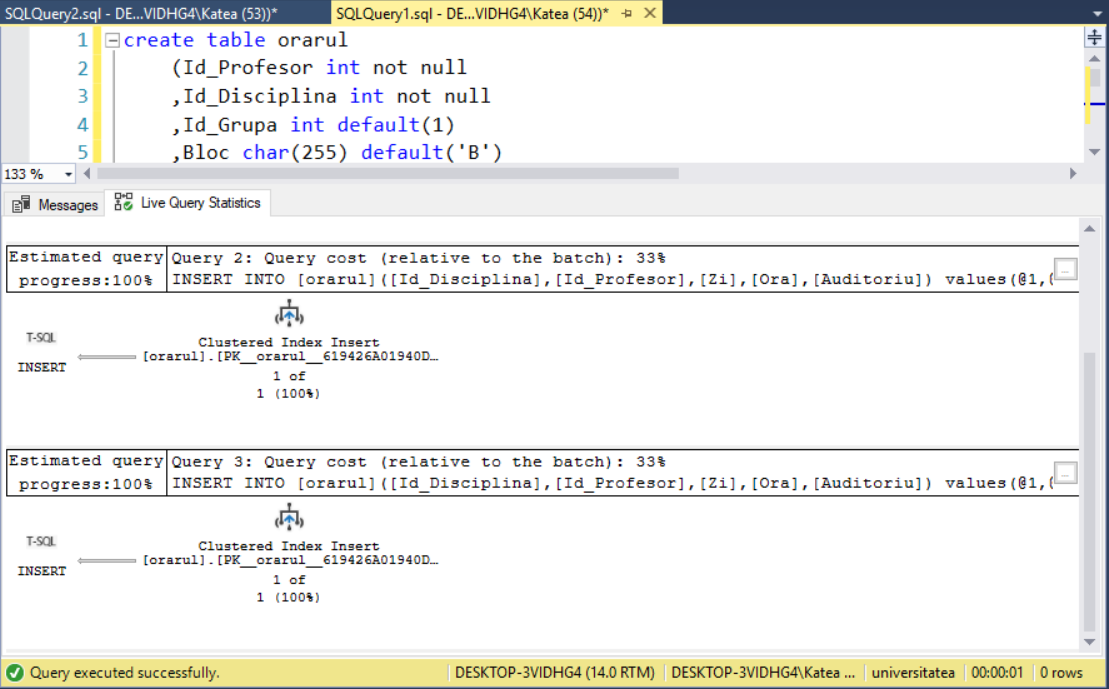 SQLQuery2.sql - DE...VIDHG4\Katea (53))* SQLQuery1.sql - DE...VIDHG4\Katea (54))*
1 create table orarul
2 (Id_Profesor int not null
3 ,Id_Disciplina int not null
4 ,Id_Grupa int default(1)
5 ,Bloc char(255) default('B')
133 %
Messages Live Query Statistics
Estimated query progress:100% Query 2: Query cost (relative to the batch): 33%
INSERT INTO [orarul]([Id_Disciplina],[Id_Profesor],[Zi],[Ora],[Auditoriu]) values(@1,(
...
T-SQL
INSERT
Clustered Index Insert
[orarul].[PK__orarul__619426A01940D…
1 of
1 (100%)
Estimated query progress:100% Query 3: Query cost (relative to the batch): 33%
INSERT INTO [orarul]([Id_Disciplina],[Id_Profesor],[Zi],[Ora],[Auditoriu]) values(@1,(
...
T-SQL
INSERT
Clustered Index Insert
[orarul].[PK__orarul__619426A01940D…
1 of
1 (100%)
Query executed successfully. DESKTOP-3VIDHG4 (14.0 RTM) DESKTOP-3VIDHG4\Katea ... universitatea 00:00:01 0 rows